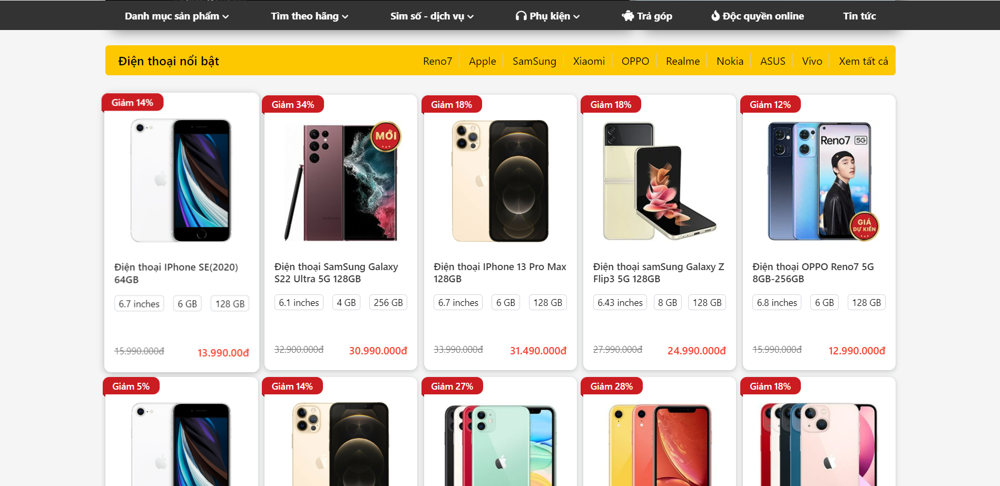 Danh mục sản phẩm Tìm theo hãng Sim số - dịch vụ Phụ kiện Trả góp Độc quyền online Tin tức
Điện thoại nổi bật Reno7 Apple SamSung Xiaomi OPPO Realme Nokia ASUS Vivo Xem tất cả
Giảm 14%
Điện thoại IPhone SE(2020)
64GB
6.7 inches 6 GB 128 GB
15.990.000đ 13.990.00đ
Giảm 34%
MỚI
SAMSUNG
Điện thoại SamSung Galaxy
S22 Ultra 5G 128GB
6.1 inches 4 GB 256 GB
32.900.000đ 30.990.000đ
Giảm 18%
Điện thoại IPhone 13 Pro Max
128GB
6.7 inches 6 GB 128 GB
33.990.000đ 31.490.000đ
Giảm 18%
Điện thoại samSung Galaxy Z
Flip3 5G 128GB
6.43 inches 8 GB 128 GB
27.990.000đ 24.990.000đ
Giảm 12%
Reno7 5G
GIÁ
DỰ KIẾN
Điện thoại OPPO Reno7 5G
8GB-256GB
6.8 inches 6 GB 128 GB
15.990.000đ 12.990.000đ
Giảm 5%
Giảm 14%
Giảm 27%
Giảm 28%
Giảm 18%